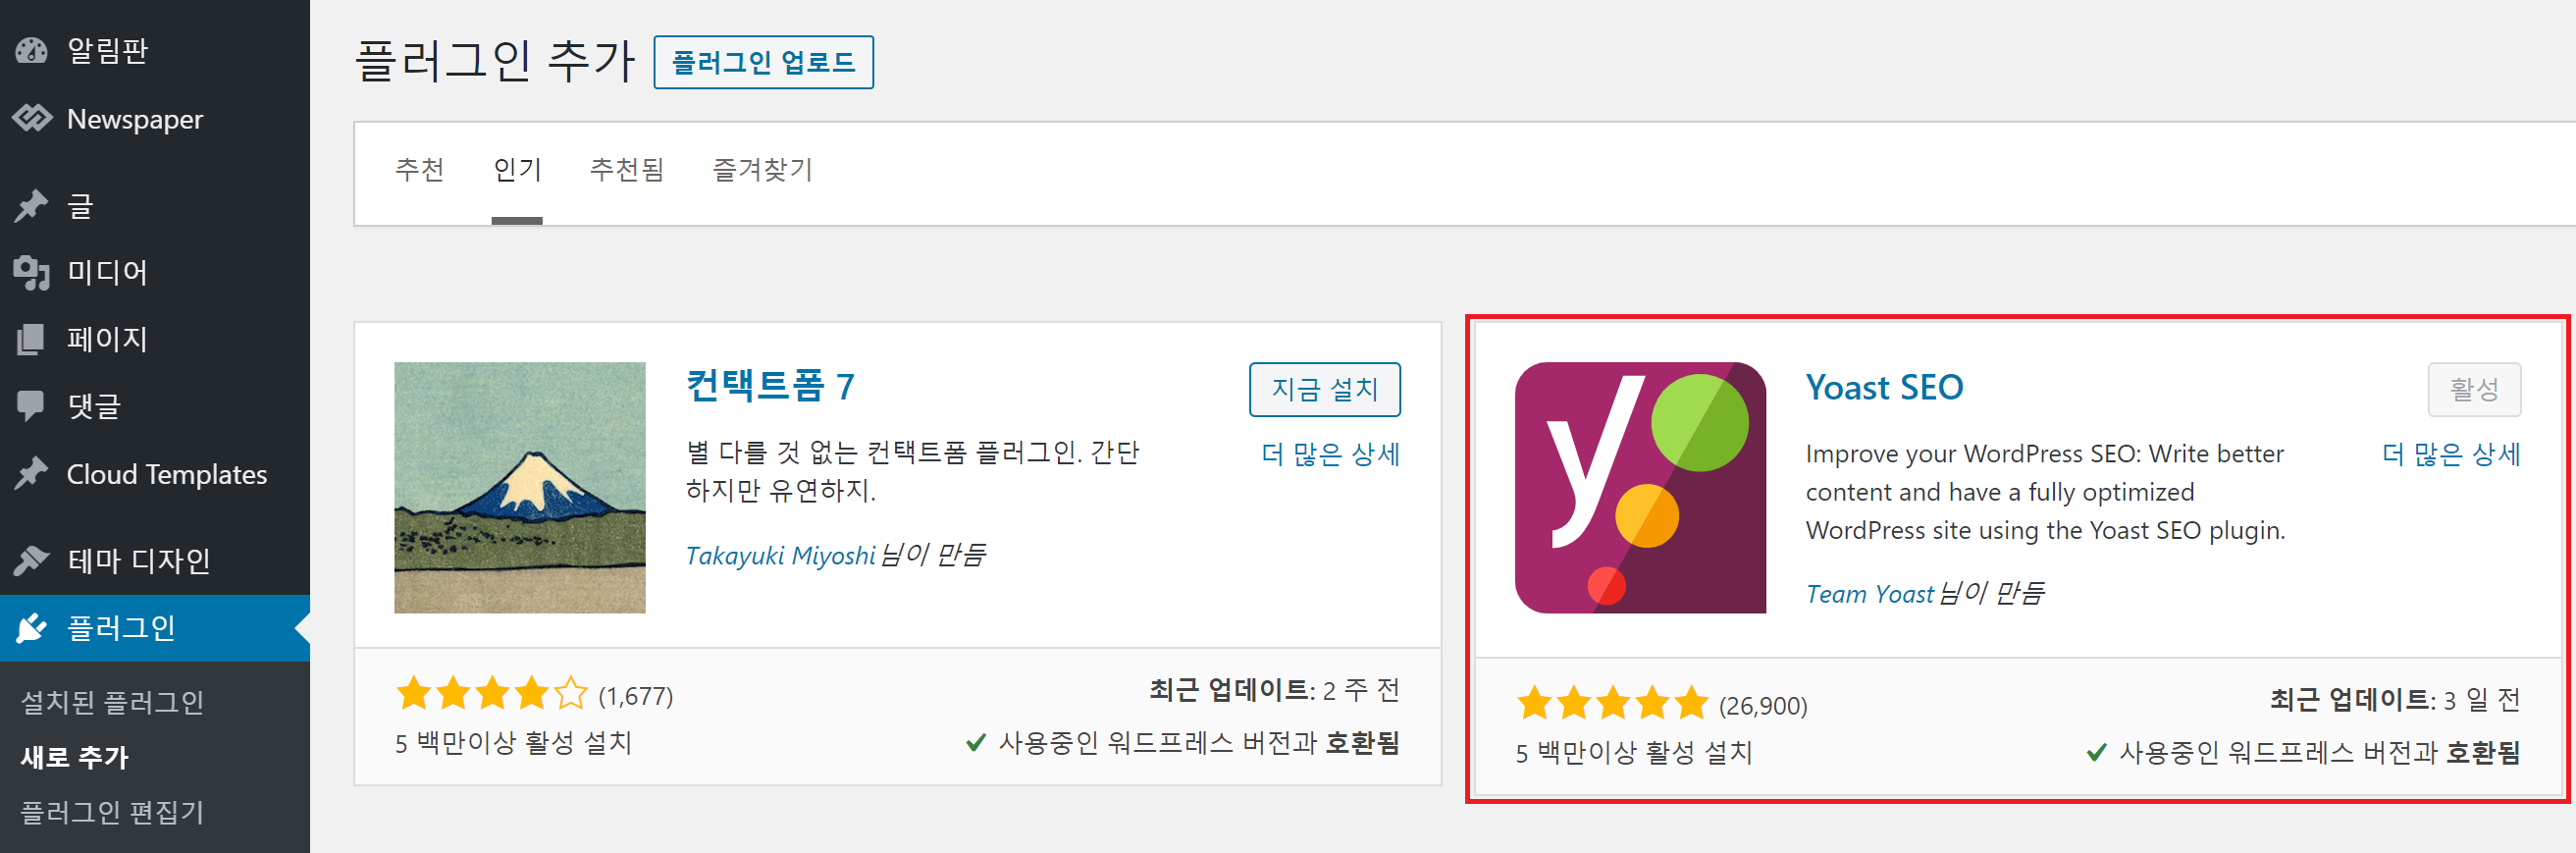 알림판
Newspaper
글
미디어
페이지
댓글
Cloud Templates
테마 디자인
플러그인
설치된 플러그인
새로 추가
플러그인 편집기
플러그인 추가
플러그인 업로드
추천 인기 추천됨 즐겨찾기
컨택트폼 7
지금 설치
더 많은 상세
별 다를 것 없는 컨택트폼 플러그인. 간단
하지만 유연하지.
Takayuki Miyoshi 님이 만듦
(1,677)
최근 업데이트: 2 주 전
5 백만이상 활성 설치
사용중인 워드프레스 버전과 호환됨
y
Yoast SEO
활성
더 많은 상세
Improve your WordPress SEO: Write better
content and have a fully optimized
WordPress site using the Yoast SEO plugin.
Team Yoast 님이 만듦
(26,900)
최근 업데이트: 3 일 전
5 백만이상 활성 설치
사용중인 워드프레스 버전과 호환됨